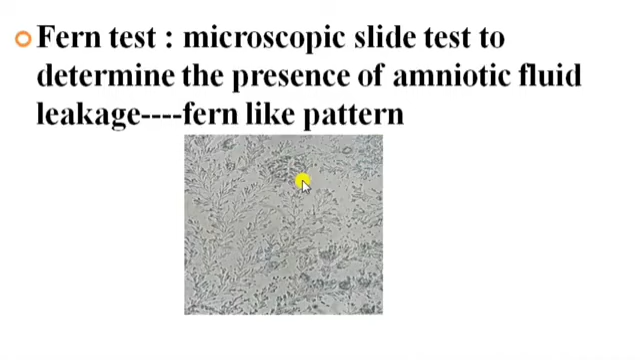 Fern test : microscopic slide test to
determine the presence of amniotic fluid
leakage----fern like pattern